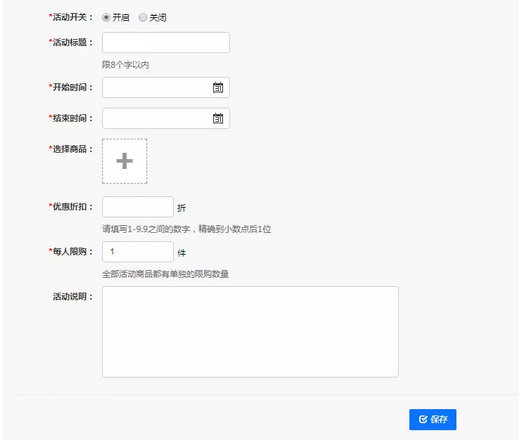 *活动开关： 开启 关闭
*活动标题：
限8个字以内
*开始时间：
*结束时间：
*选择商品：
*优惠折扣： 折
请填写1-9.9之间的数字，精确到小数点后1位
*每人限购： 1 件
全部活动商品都有单独的限购数量
活动说明：
保存